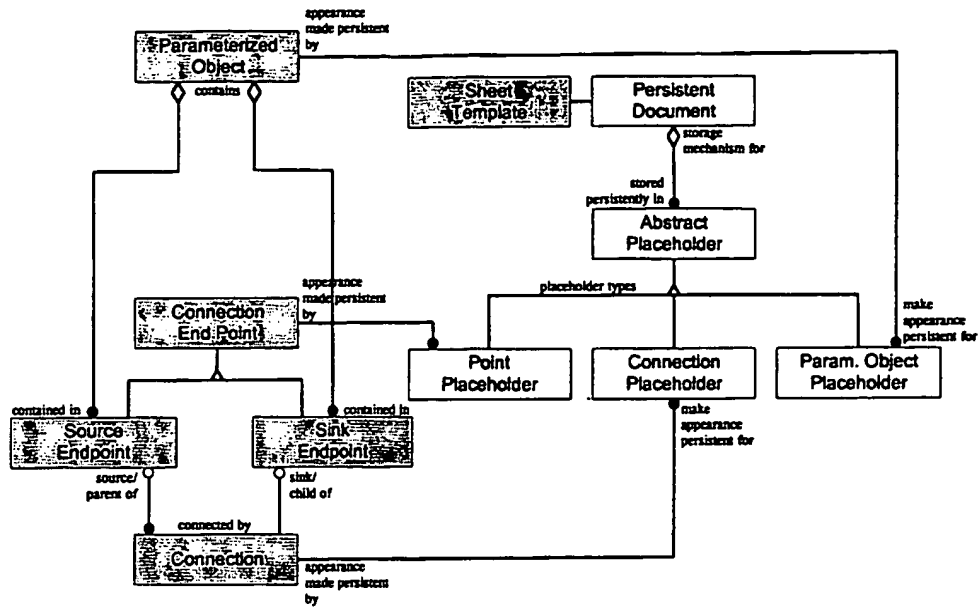 appearance
made persistent
by
Parameterized
Object
contains
Sheet
Template
Persistent
Document
storage
mechanism for
stored
persistently in
Abstract
Placeholder
appearance
made persistent
by
placeholder types
Connection
End Point
make
appearance
persistent for
Point
Placeholder
Connection
Placeholder
Param. Object
Placeholder
contained in
contained in
make
appearance
persistent for
Source
Endpoint
Sink
Endpoint
source/
parent of
sink/
child of
connected by
Connection
appearance
made persistent
by